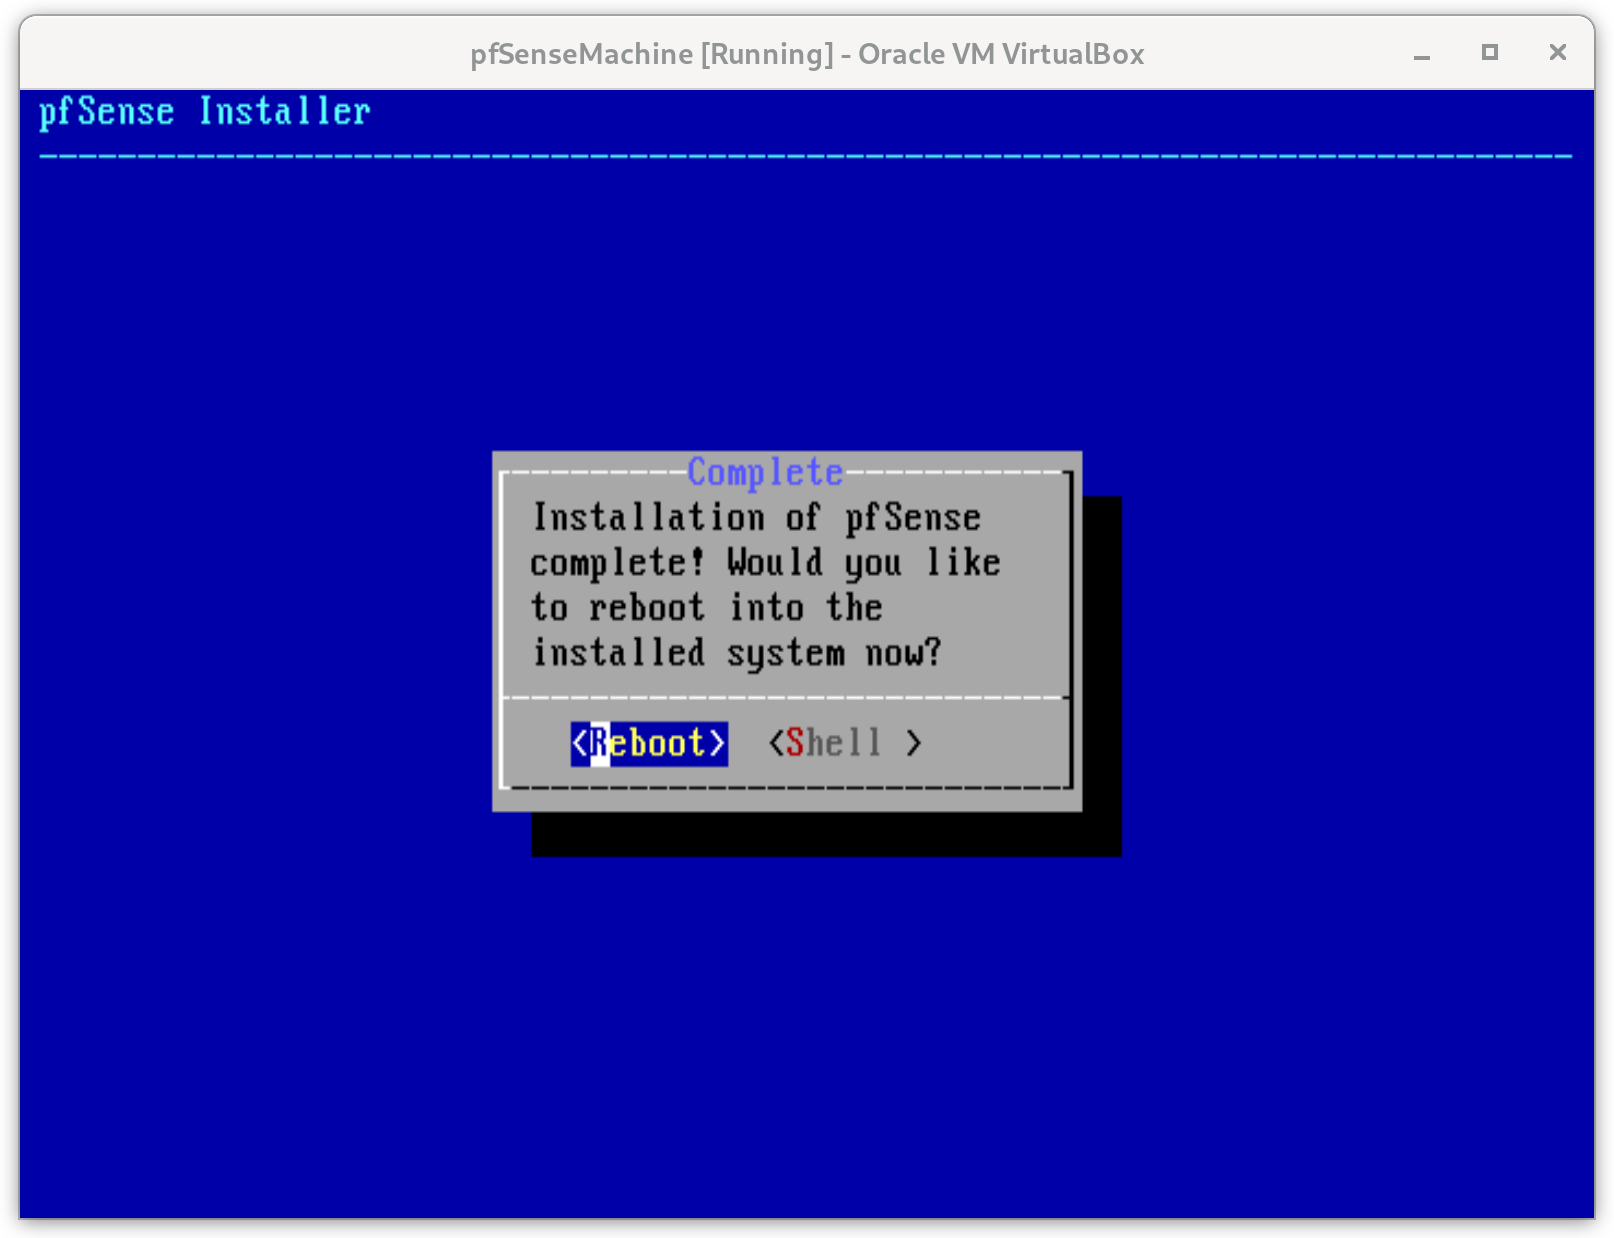 pfSenseMachine [Running] - Oracle VM VirtualBox
pfSense Installer
Complete
Installation of pfSense
complete! Would you like
to reboot into the
installed system now?
<Reboot> <Shell >